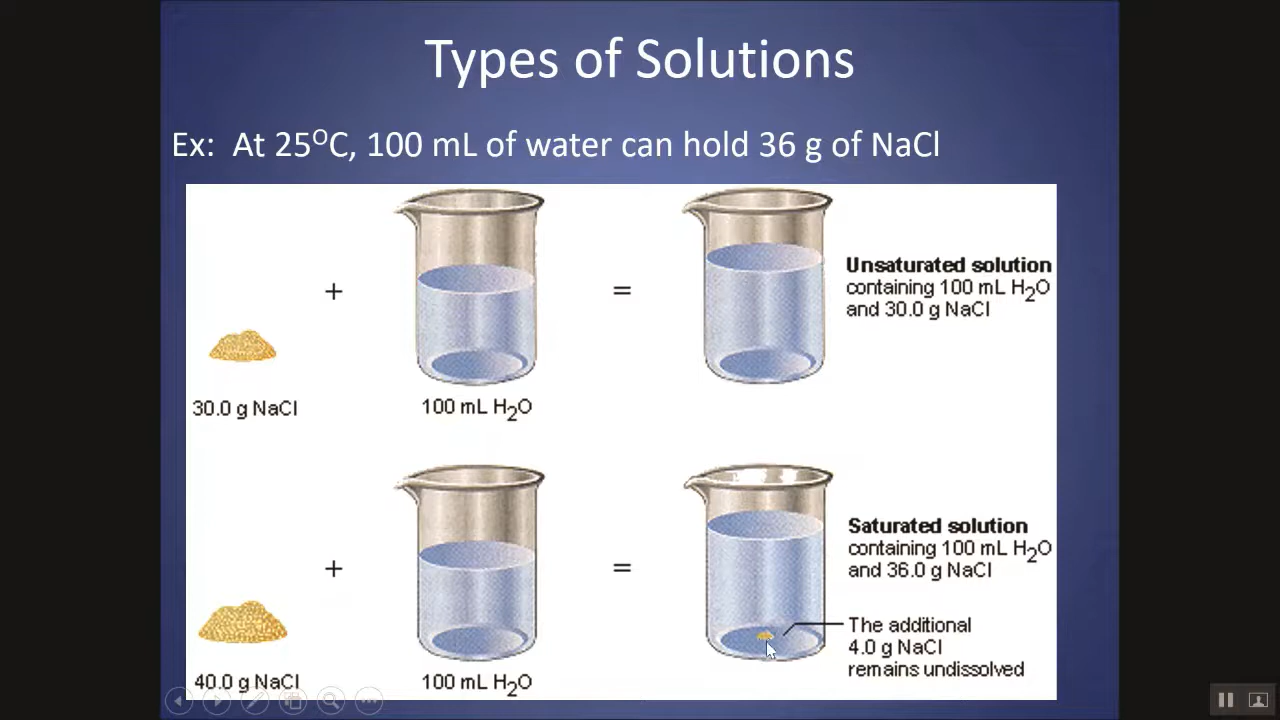 Types of Solutions
Ex: At 25ᴼC, 100 mL of water can hold 36 g of NaCl
+
=
Unsaturated solution
containing 100 mL H₂O
and 30.0 g NaCl
30.0 g NaCl
100 mL H₂O
+
=
Saturated solution
containing 100 mL H₂O
and 36.0 g NaCl
The additional
4.0 g NaCl
remains undissolved
40.0 g NaCl
100 mL H₂O